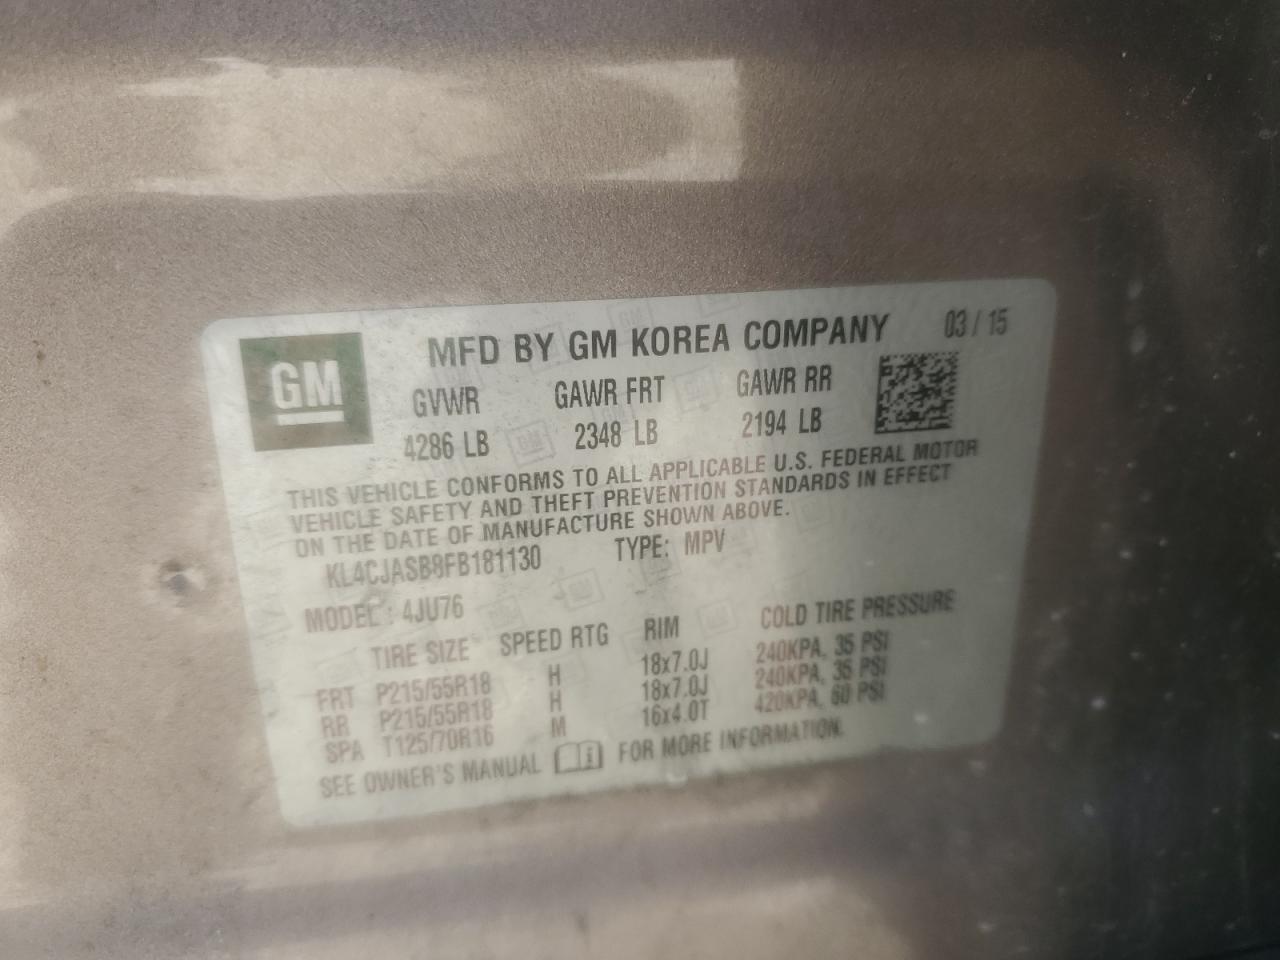 GM
MFD BY GM KOREA COMPANY 03 / 15
GVWR GAWR FRT GAWR RR
4286 LB 2348 LB 2194 LB
THIS VEHICLE CONFORMS TO ALL APPLICABLE U.S. FEDERAL MOTOR
VEHICLE SAFETY AND THEFT PREVENTION STANDARDS IN EFFECT
ON THE DATE OF MANUFACTURE SHOWN ABOVE.
KL4CJASB8FB181130 TYPE: MPV
MODEL : 4JU76
TIRE SIZE SPEED RTG RIM COLD TIRE PRESSURE
FRT P215/55R18 H 18x7.0J 240KPA, 35 PSI
RR P215/55R18 H 18x7.0J 240KPA, 35 PSI
SPA T125/70R16 M 16x4.0T 420KPA, 60 PSI
SEE OWNER'S MANUAL FOR MORE INFORMATION.